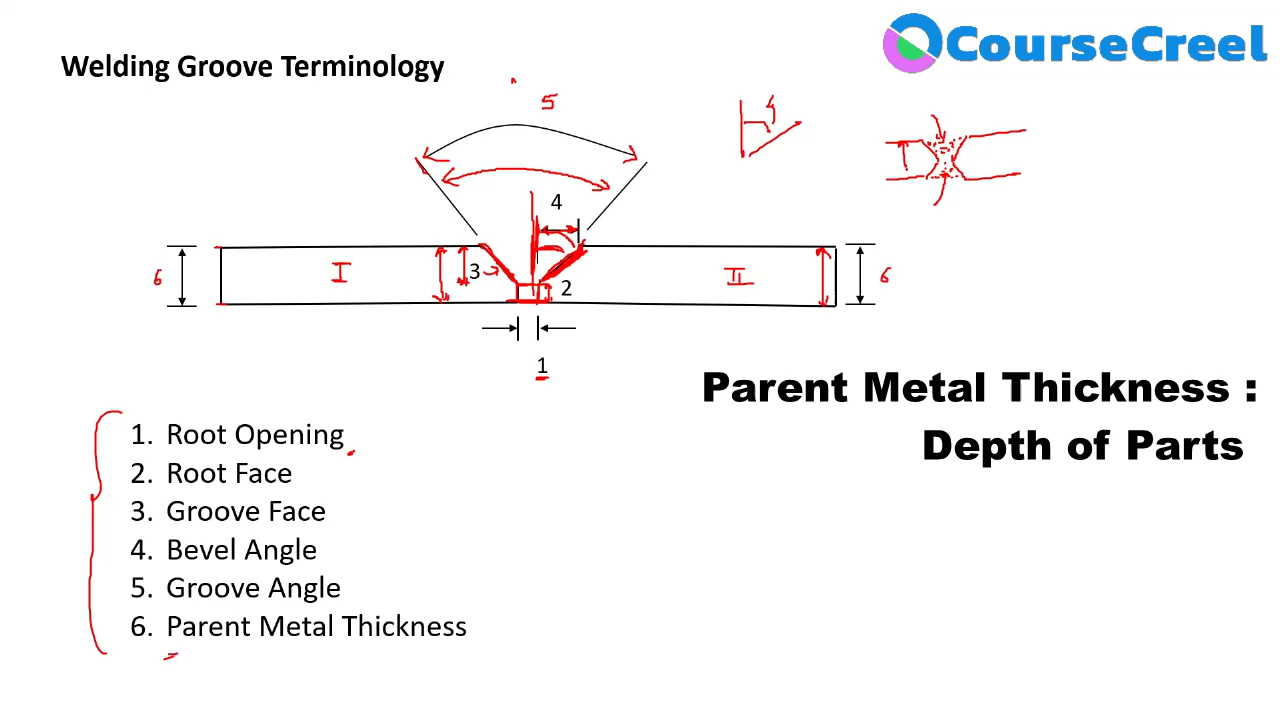 CourseCreel
Welding Groove Terminology
5
4
4
6
I
3
2
II
6
1
Parent Metal Thickness :
Depth of Parts
1. Root Opening
2. Root Face
3. Groove Face
4. Bevel Angle
5. Groove Angle
6. Parent Metal Thickness